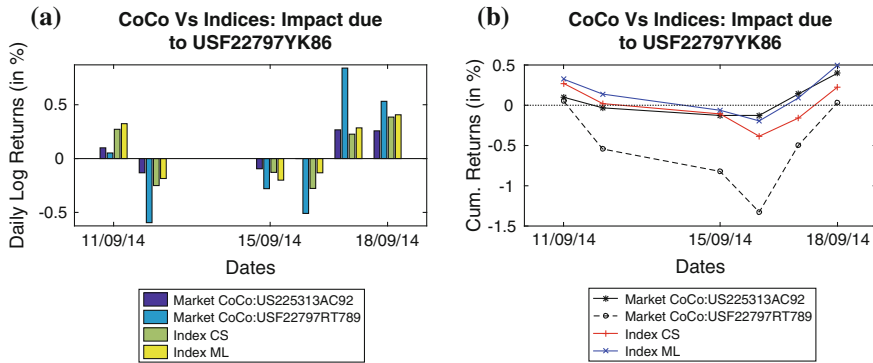 (a)
CoCo Vs Indices: Impact due
to USF22797YK86
Daily Log Returns (in %)
0.5
0
-0.5
11/09/14
15/09/14
18/09/14
Dates
Market CoCo:US225313AC92
Market CoCo:USF22797RT789
Index CS
Index ML
(b)
CoCo Vs Indices: Impact due
to USF22797YK86
Cum. Returns (in %)
0.5
0
-0.5
-1
-1.5
11/09/14
15/09/14
18/09/14
Dates
Market CoCo:US225313AC92
Market CoCo:USF22797RT789
Index CS
Index ML